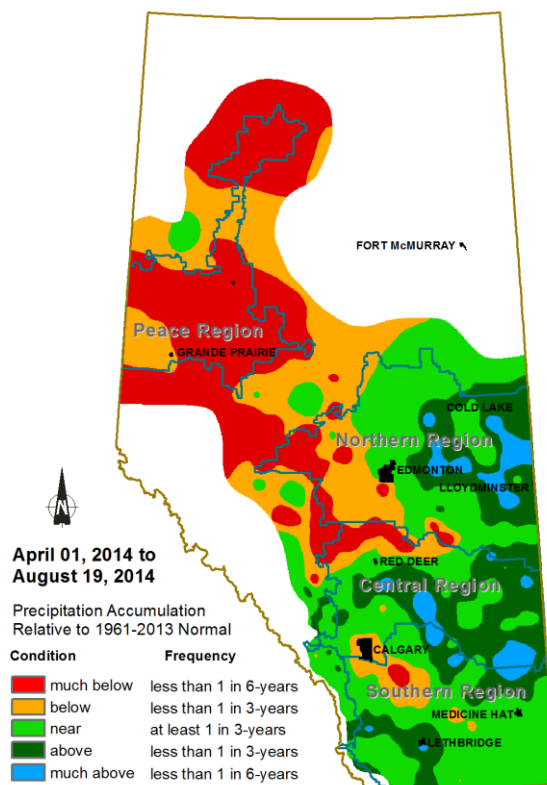 FORT McMURRAY
Peace Region
GRANDE PRAIRIE
COLD LAKE
Northern Region
EDMONTON
LLOYDMINSTER
N
April 01, 2014 to
August 19, 2014
RED DEER
Central Region
Precipitation Accumulation
Relative to 1961-2013 Normal
Condition Frequency
CALGARY
much below less than 1 in 6-years
Southern Region
below less than 1 in 3-years
MEDICINE HAT
near at least 1 in 3-years
above less than 1 in 3-years
LETHBRIDGE
much above less than 1 in 6-years